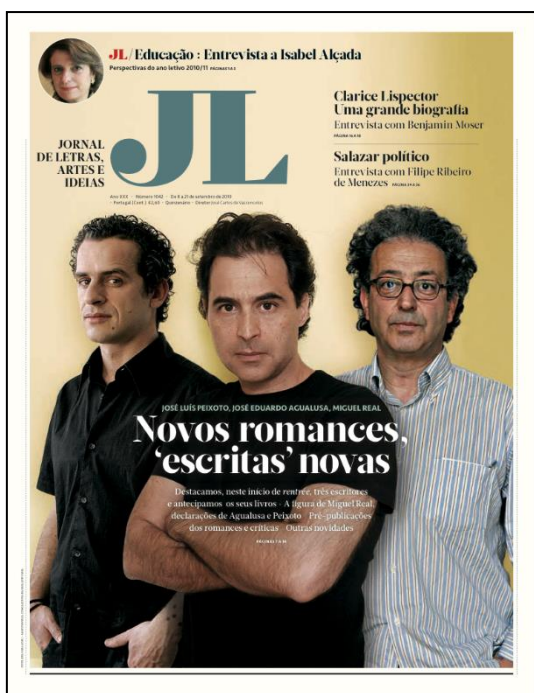 JL/Educação : Entrevista a Isabel Alçada
Perspectivas do ano letivo 2010/11
JORNAL
DE LETRAS,
ARTES E
IDEIAS
JL
Clarice Lispector
Uma grande biografia
Entrevista com Benjamin Moser
Salazar político
Entrevista com Filipe Ribeiro
de Menezes
JOSÉ LUÍS PEIXOTO, JOSÉ EDUARDO AGUALUSA, MIGUEL REAL
Novos romances,
‘escritas’ novas
Destacamos, neste início de rentrée, três escritores
e antecipamos os seus livros · A figura de Miguel Real,
declarações de Agualusa e Peixoto · Pré-publicações
dos romances e críticas · Outras novidades